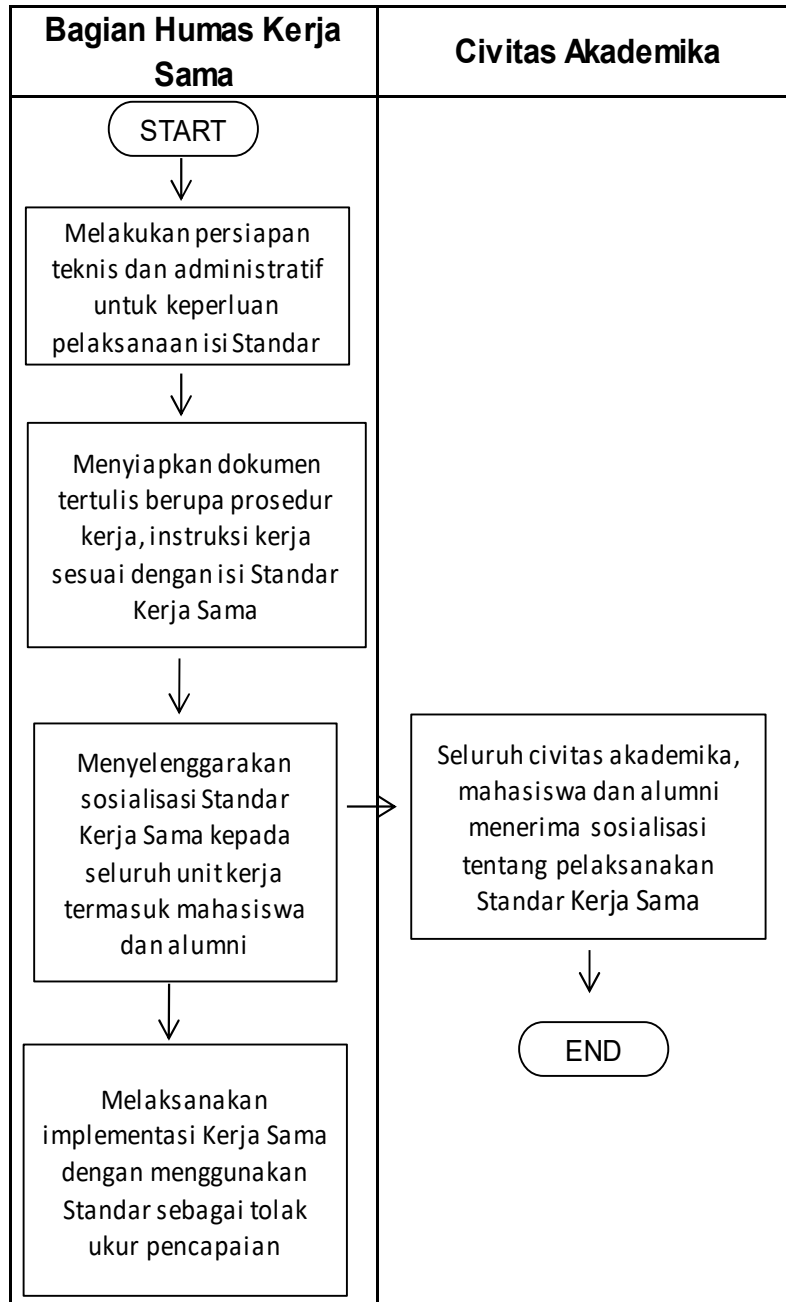 Bagian Humas Kerja
Sama
Civitas Akademika
START
Melakukan persiapan
teknis dan administratif
untuk keperluan
pelaksanaan isi Standar
Menyiapkan dokumen
tertulis berupa prosedur
kerja, instruksi kerja
sesuai dengan isi Standar
Kerja Sama
Menyelenggarakan
sosialisasi Standar
Kerja Sama kepada
seluruh unit kerja
termasuk mahasiswa
dan alumni
Seluruh civitas akademika,
mahasiswa dan alumni
menerima sosialisasi
tentang pelaksanakan
Standar Kerja Sama
END
Melaksanakan
implementasi Kerja Sama
dengan menggunakan
Standar sebagai tolak
ukur pencapaian